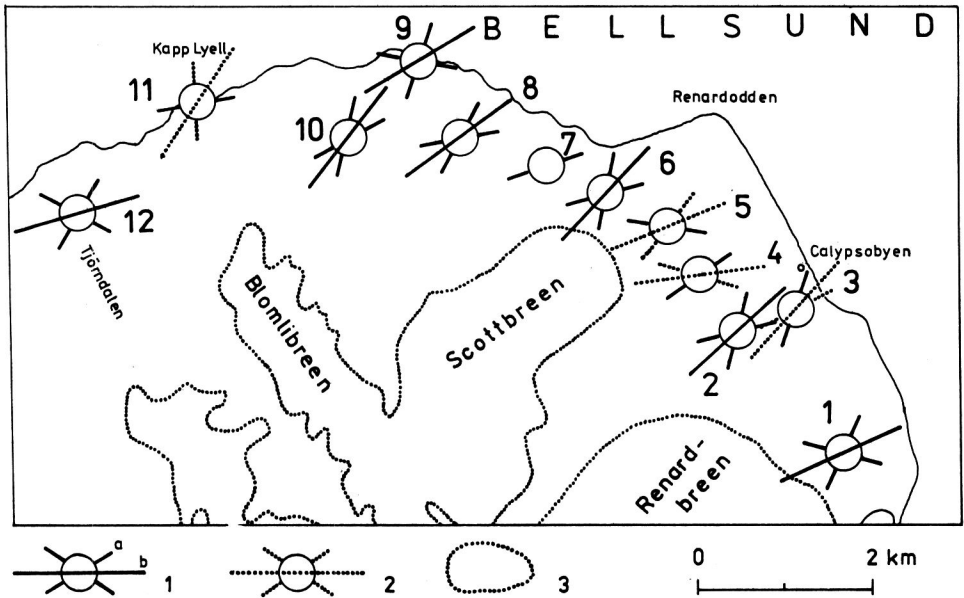 BELLSUND
9
Kapp Lyell
11
8
Renardodden
10
7
6
5
12
Calypsobyen
4
3
Tjörndalen
Blomlibreen
Scottbreen
2
1
Renard-
breen
a
b
1
2
3
0 2 km